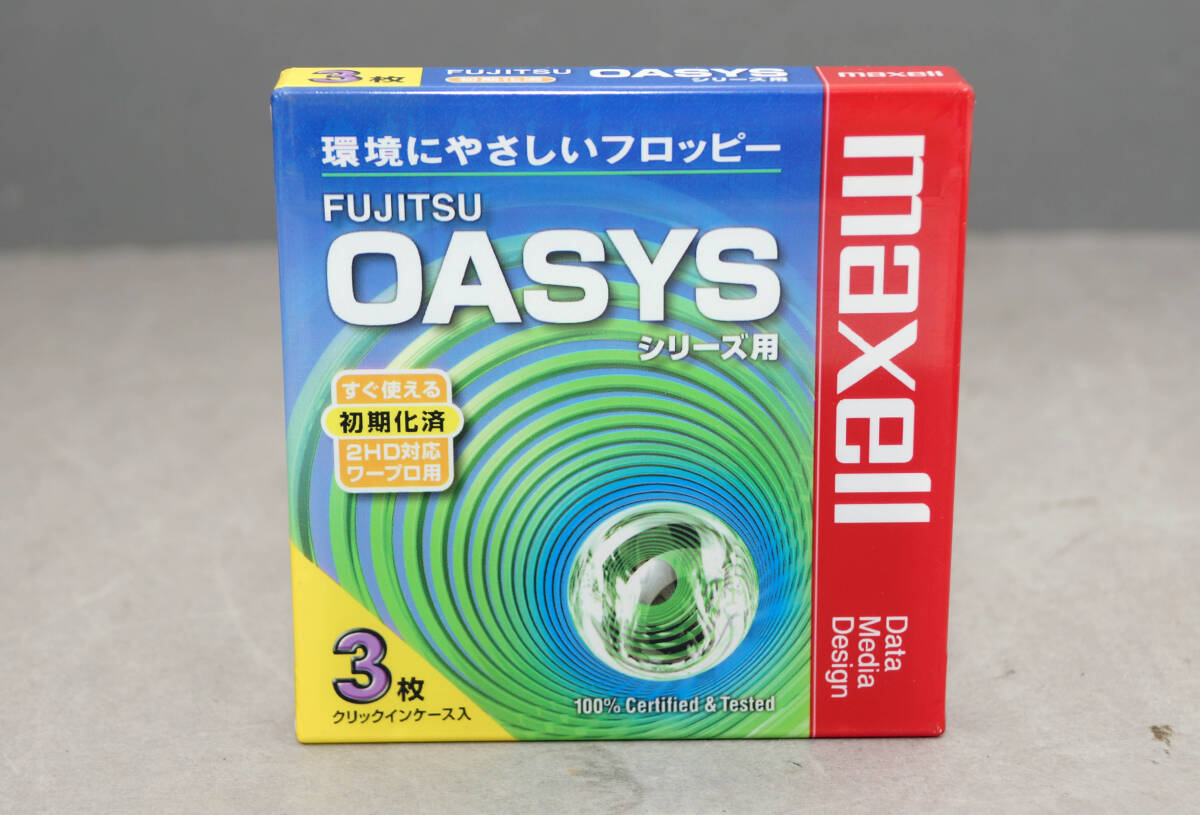 3枚
FUJITSU OASYS
シリーズ用
maxell
環境にやさしいフロッピー
FUJITSU
OASYS
シリーズ用
すぐ使える
初期化済
2HD対応
ワープロ用
3枚
クリックインケース入
100% Certified & Tested
maxell
Data
Media
Design